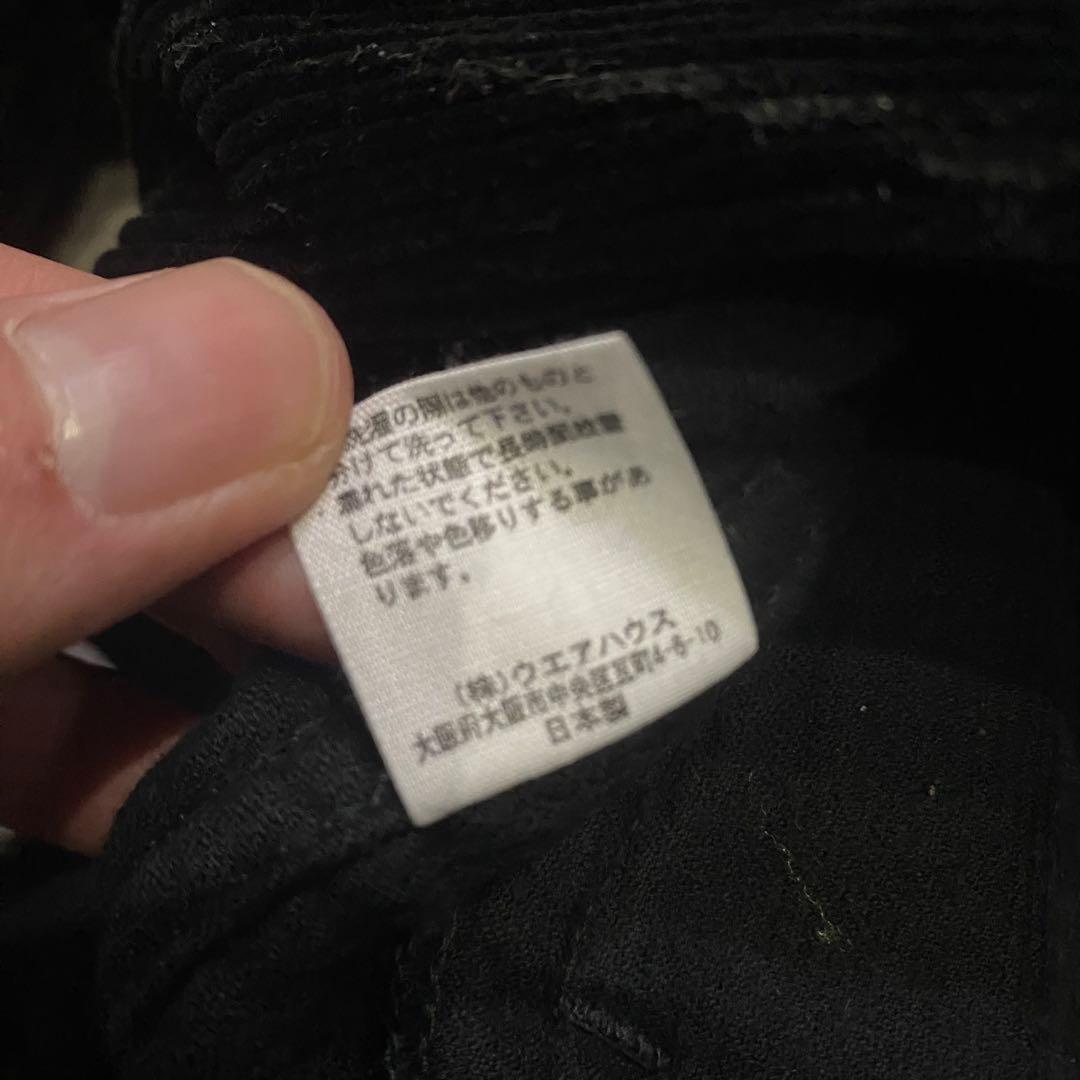 洗濯の際は他のものと
分けて洗って下さい。
濡れた状態で長時間放置
しないでください。
色落や色移りする事があ
ります。
(株)ウエアハウス
大阪府大阪市中央区瓦町4-6-10
日本製